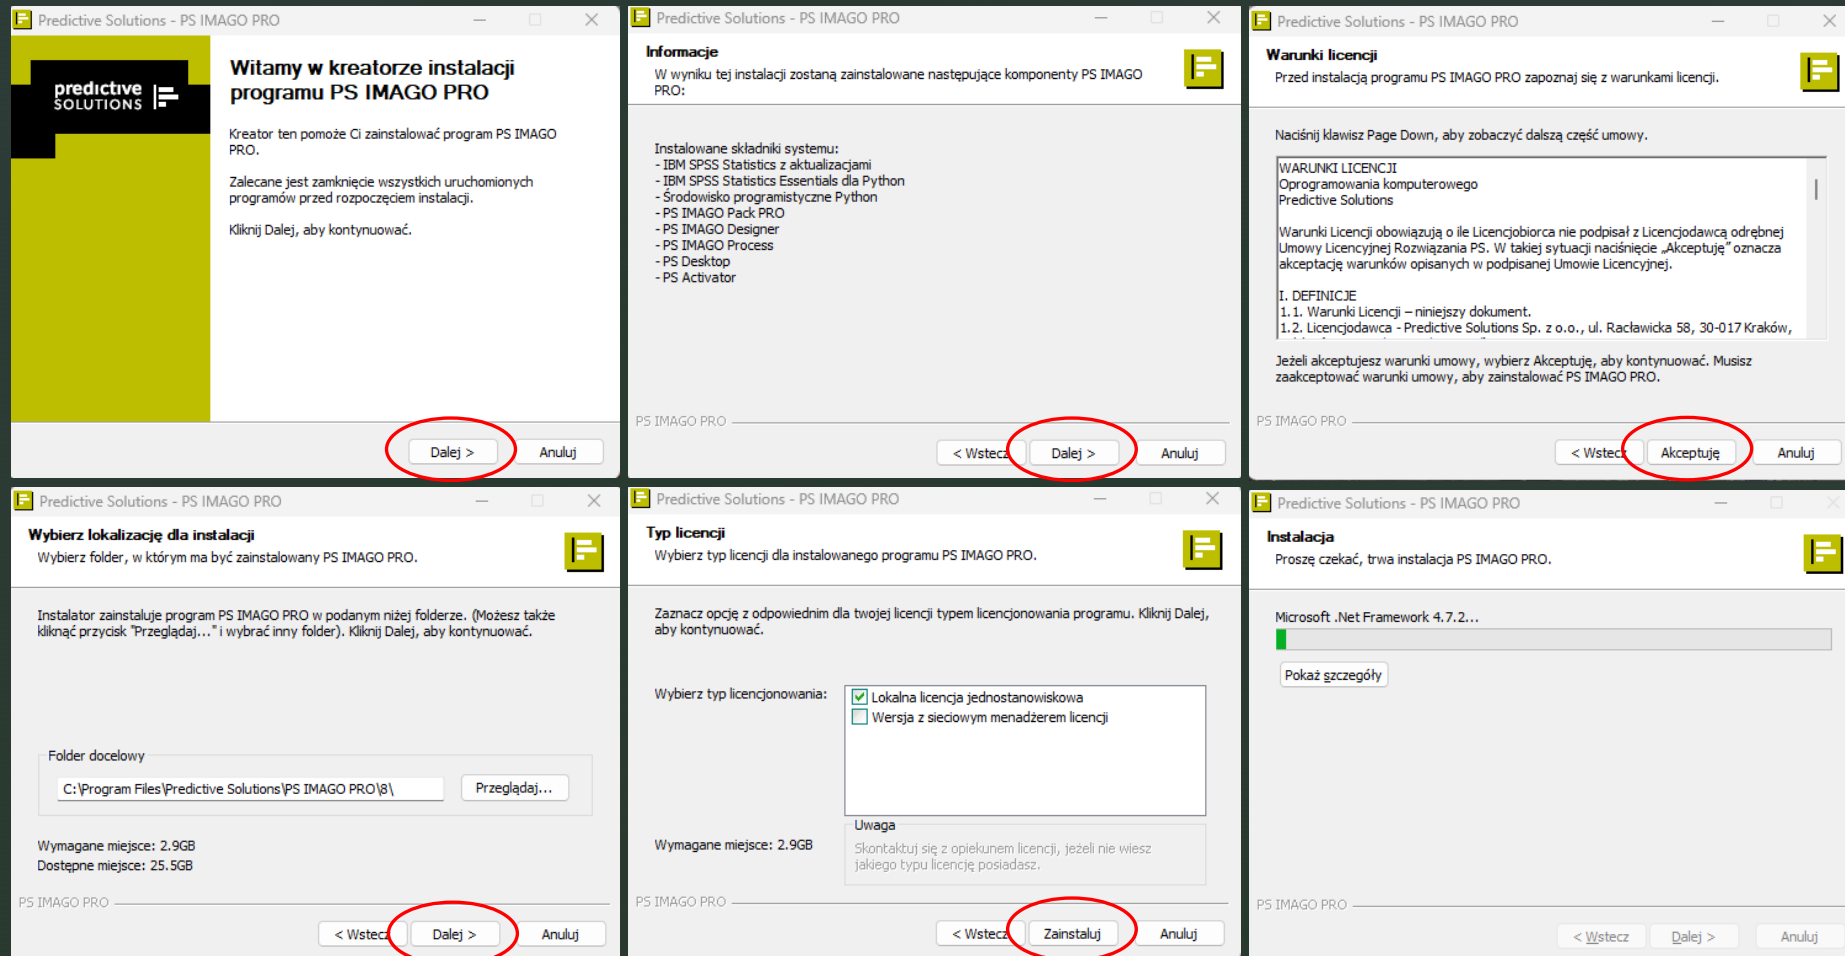 Predictive Solutions - PS IMAGO PRO
predictive
SOLUTIONS
Witamy w kreatorze instalacji
programu PS IMAGO PRO
Kreator ten pomoże Ci zainstalować program PS IMAGO
PRO.
Zalecane jest zamknięcie wszystkich uruchomionych
programów przed rozpoczęciem instalacji.
Kliknij Dalej, aby kontynuować.
Dalej >
Anuluj
Predictive Solutions - PS IMAGO PRO
Informacje
W wyniku tej instalacji zostaną zainstalowane następujące komponenty PS IMAGO
PRO:
Instalowane składniki systemu:
- IBM SPSS Statistics z aktualizacjami
- IBM SPSS Statistics Essentials dla Python
- Środowisko programistyczne Python
- PS IMAGO Pack PRO
- PS IMAGO Designer
- PS IMAGO Process
- PS Desktop
- PS Activator
PS IMAGO PRO
< Wstecz
Dalej >
Anuluj
Predictive Solutions - PS IMAGO PRO
Warunki licencji
Przed instalacją programu PS IMAGO PRO zapoznaj się z warunkami licencji.
Naciśnij klawisz Page Down, aby zobaczyć dalszą część umowy.
WARUNKI LICENCJI
Oprogramowania komputerowego
Predictive Solutions
Warunki Licencji obowiązują o ile Licencjobiorca nie podpisał z Licencjodawcą odrębnej
Umowy Licencyjnej Rozwiązania PS. W takiej sytuacji naciśnięcie „Akceptuję” oznacza
akceptację warunków opisanych w podpisanej Umowie Licencyjnej.
I. DEFINICJE
1.1. Warunki Licencji – niniejszy dokument.
1.2. Licencjodawca - Predictive Solutions Sp. z o.o., ul. Racławicka 58, 30-017 Kraków,
Jeżeli akceptujesz warunki umowy, wybierz Akceptuję, aby kontynuować. Musisz
zaakceptować warunki umowy, aby zainstalować PS IMAGO PRO.
PS IMAGO PRO
< Wstecz
Akceptuję
Anuluj
Predictive Solutions - PS IMAGO PRO
Wybierz lokalizację dla instalacji
Wybierz folder, w którym ma być zainstalowany PS IMAGO PRO.
Instalator zainstaluje program PS IMAGO PRO w podanym niżej folderze. (Możesz także
kliknąć przycisk "Przeglądaj..." i wybrać inny folder). Kliknij Dalej, aby kontynuować.
Folder docelowy
C:\Program Files\Predictive Solutions\PS IMAGO PRO\8\
Przeglądaj...
Wymagane miejsce: 2.9GB
Dostępne miejsce: 25.5GB
PS IMAGO PRO
< Wstecz
Dalej >
Anuluj
Predictive Solutions - PS IMAGO PRO
Typ licencji
Wybierz typ licencji dla instalowanego programu PS IMAGO PRO.
Zaznacz opcję z odpowiednim dla twojej licencji typem licencjonowania programu. Kliknij Dalej,
aby kontynuować.
Wybierz typ licencjonowania:
Lokalna licencja jednostanowiskowa
Wersja z sieciowym menadżerem licencji
Wymagane miejsce: 2.9GB
Uwaga
Skontaktuj się z opiekunem licencji, jeżeli nie wiesz
jakiego typu licencję posiadasz.
PS IMAGO PRO
< Wstecz
Zainstaluj
Anuluj
Predictive Solutions - PS IMAGO PRO
Instalacja
Proszę czekać, trwa instalacja PS IMAGO PRO.
Microsoft .Net Framework 4.7.2...
Pokaż szczegóły
PS IMAGO PRO
< Wstecz
Dalej >
Anuluj